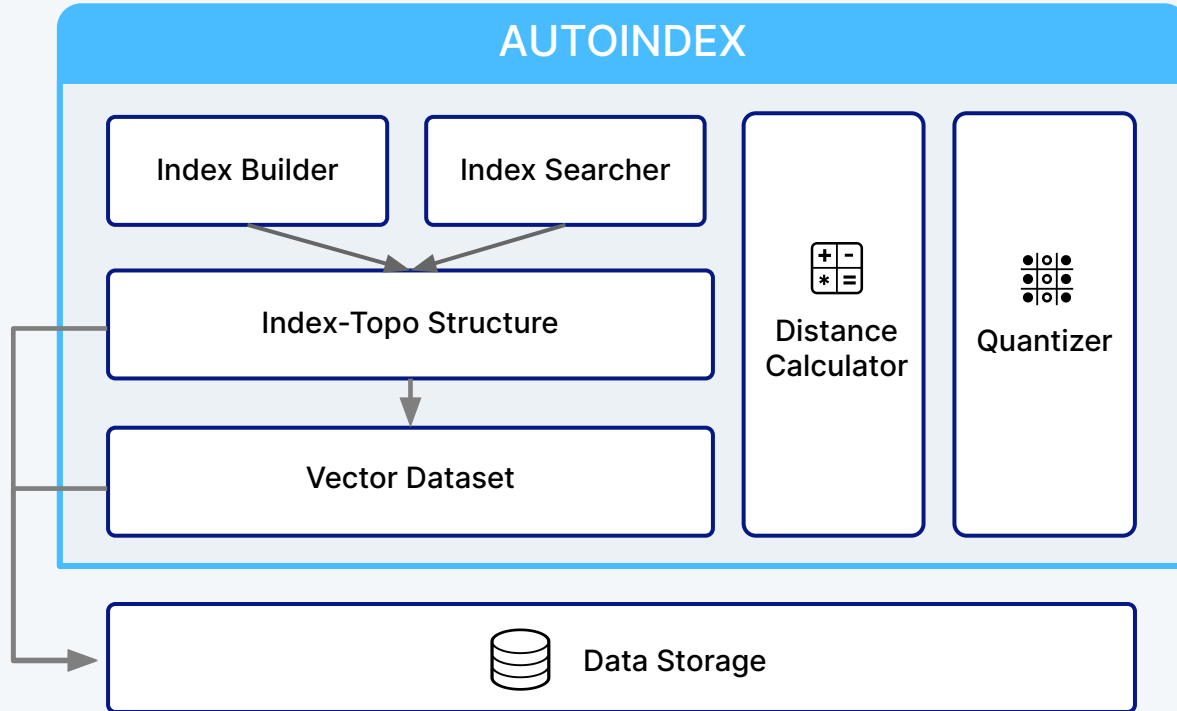 AUTOINDEX
Index Builder
Index Searcher
Index-Topo Structure
Vector Dataset
Distance
Calculator
Quantizer
Data Storage